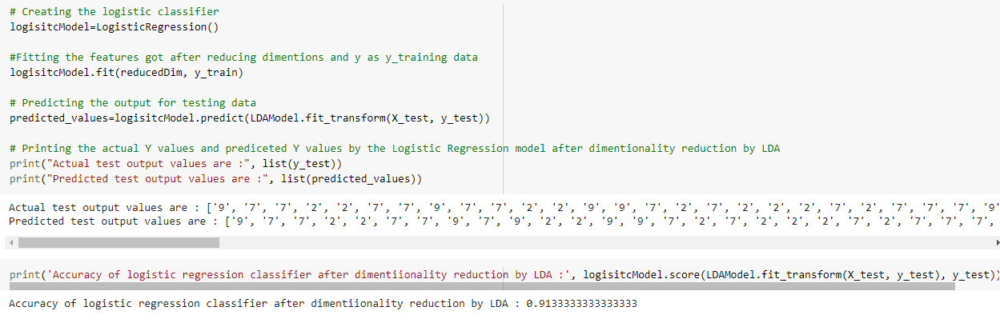 # Creating the logistic classifier
logisitcModel=LogisticRegression()
#Fitting the features got after reducing dimentions and y as y_training data
logisitcModel.fit(reducedDim, y_train)
# Predicting the output for testing data
predicted_values=logisitcModel.predict(LDAModel.fit_transform(X_test, y_test))
# Printing the actual Y values and prediceted Y values by the Logistic Regression model after dimentionality reduction by LDA
print("Actual test output values are :", list(y_test))
print("Predicted test output values are :", list(predicted_values))
Actual test output values are : ['9', '7', '7', '2', '2', '7', '7', '9', '7', '7', '2', '2', '9', '9', '7', '2', '7', '2', '2', '2', '7', '2', '7', '7', '7', '9'
Predicted test output values are : ['9', '7', '7', '2', '2', '7', '7', '9', '7', '9', '2', '2', '9', '9', '7', '2', '7', '2', '2', '2', '7', '2', '7', '7', '7',
print('Accuracy of logistic regression classifier after dimentiionality reduction by LDA :', logisitcModel.score(LDAModel.fit_transform(X_test, y_test), y_test))
Accuracy of logistic regression classifier after dimentiionality reduction by LDA : 0.9133333333333333